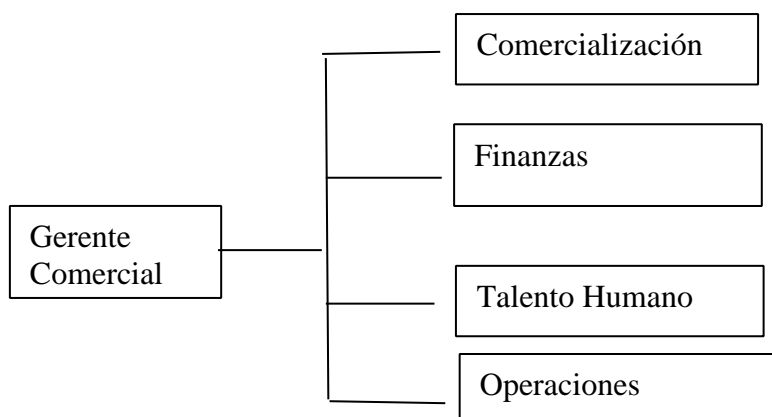 Comercialización
Finanzas
Gerente
Comercial
Talento Humano
Operaciones